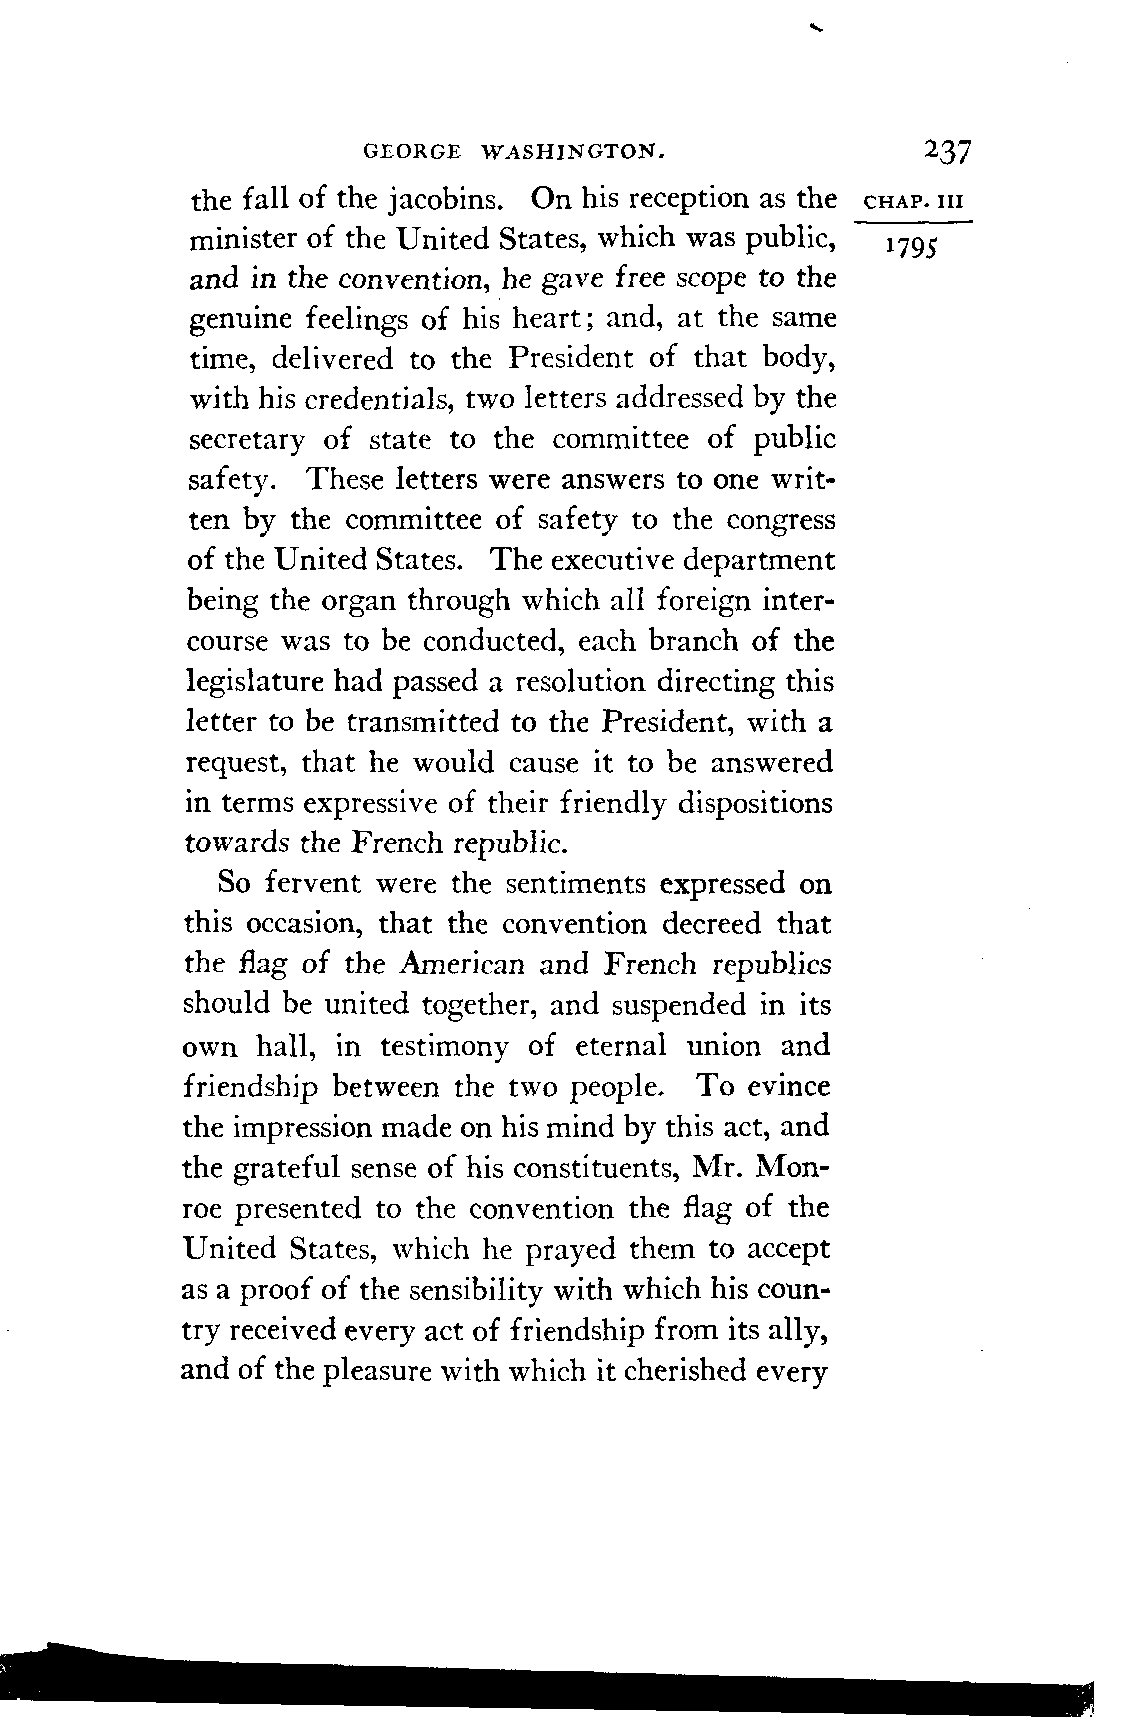 GEORGE WASHINGTON. 237
the fall of the jacobins. On his reception as the CHAP. III
minister of the United States, which was public, 1795
and in the convention, he gave free scope to the
genuine feelings of his heart; and, at the same
time, delivered to the President of that body,
with his credentials, two letters addressed by the
secretary of state to the committee of public
safety. These letters were answers to one writ-
ten by the committee of safety to the congress
of the United States. The executive department
being the organ through which all foreign inter-
course was to be conducted, each branch of the
legislature had passed a resolution directing this
letter to be transmitted to the President, with a
request, that he would cause it to be answered
in terms expressive of their friendly dispositions
towards the French republic.
So fervent were the sentiments expressed on
this occasion, that the convention decreed that
the flag of the American and French republics
should be united together, and suspended in its
own hall, in testimony of eternal union and
friendship between the two people. To evince
the impression made on his mind by this act, and
the grateful sense of his constituents, Mr. Mon-
roe presented to the convention the flag of the
United States, which he prayed them to accept
as a proof of the sensibility with which his coun-
try received every act of friendship from its ally,
and of the pleasure with which it cherished every